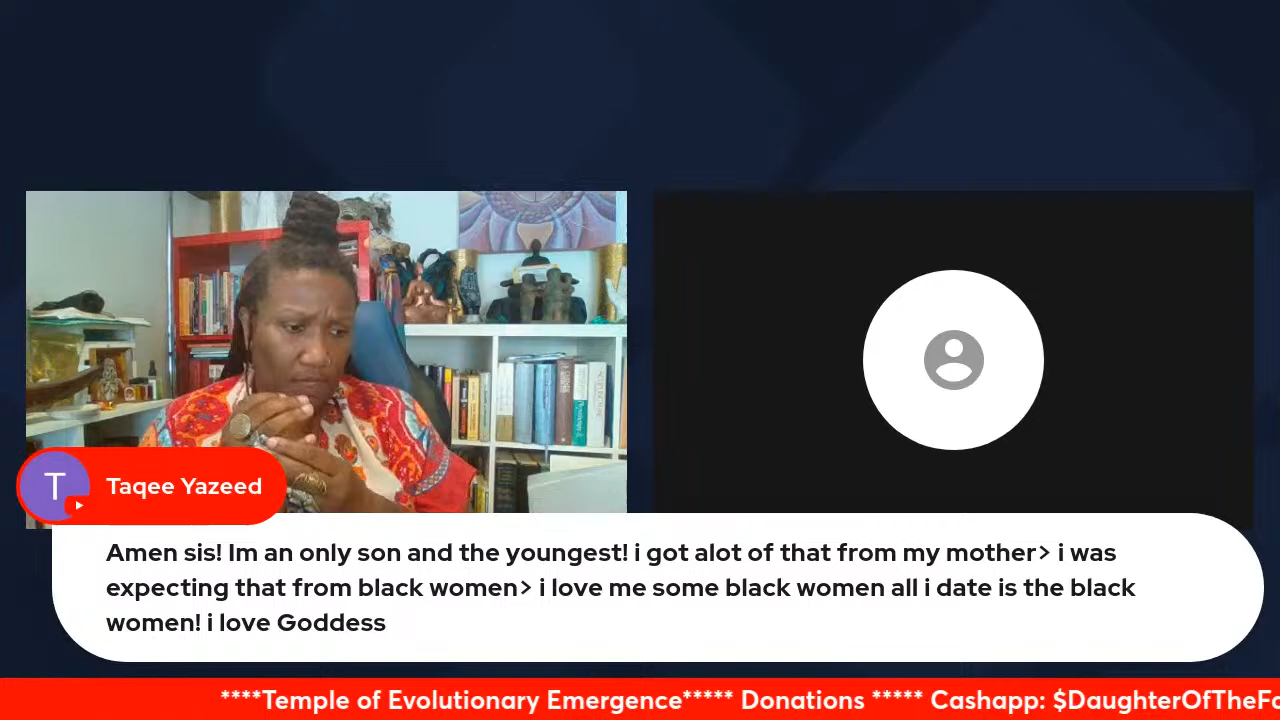 T
Taqee Yazeed
Amen sis! Im an only son and the youngest! i got alot of that from my mother> i was
expecting that from black women> i love me some black women all i date is the black
women! i love Goddess
****Temple of Evolutionary Emergence***** Donations ***** Cashapp: $DaughterOfTheFo